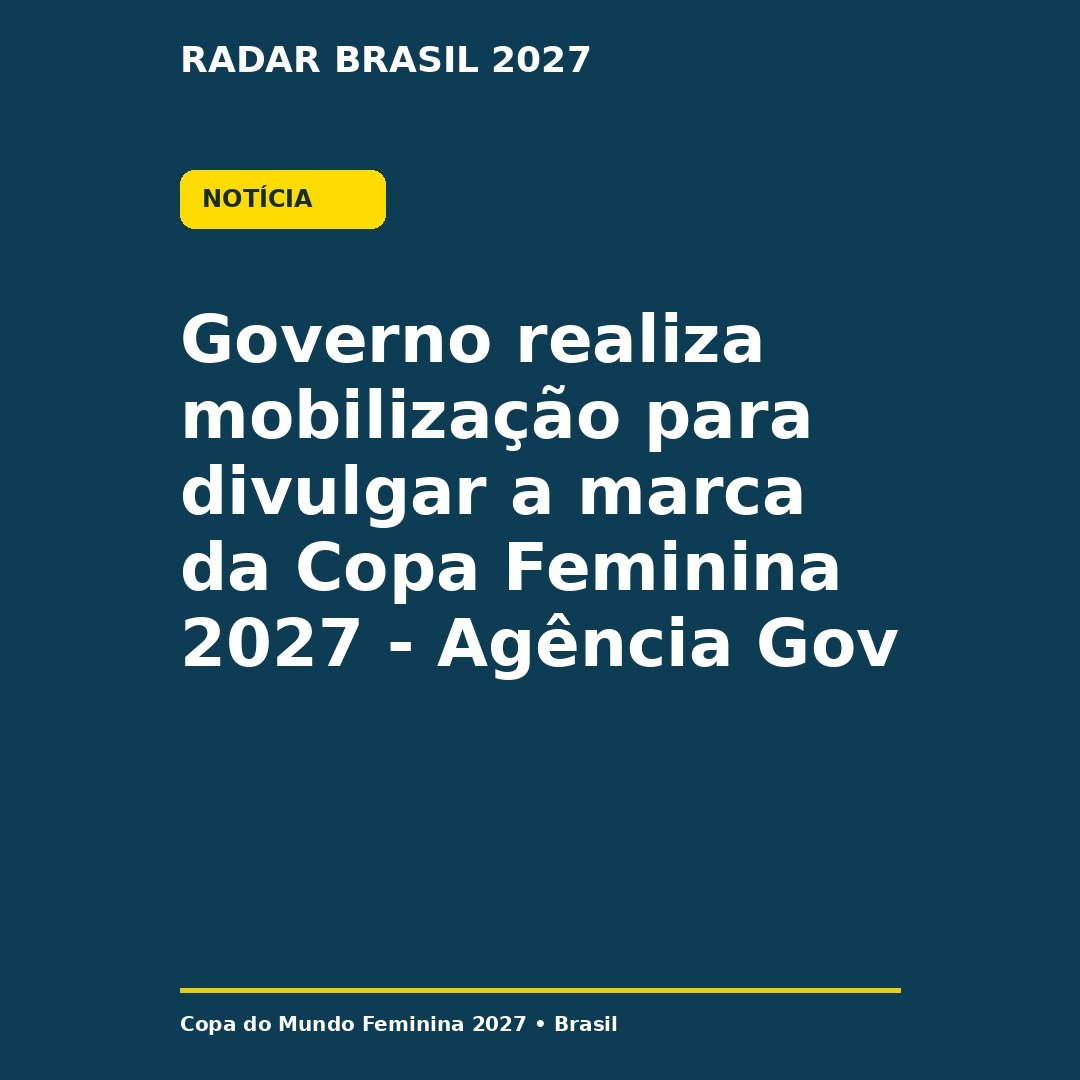 RADAR BRASIL 2027
NOTÍCIA
Governo realiza
mobilização para
divulgar a marca
da Copa Feminina
2027 - Agência Gov
Copa do Mundo Feminina 2027 • Brasil